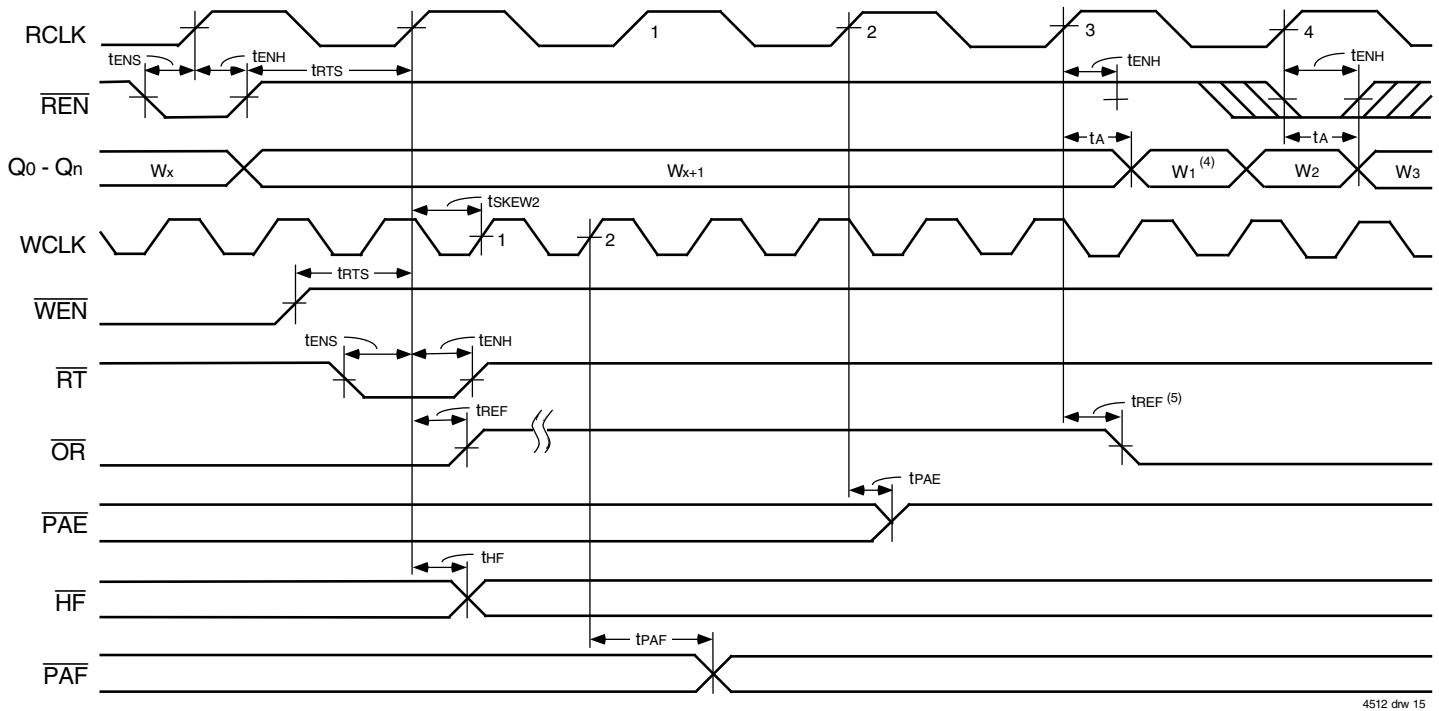 RCLK 1 2 3 4
tENS tENH tRTS tENH tENH
REN
tA tA
Q0 - Qn Wx Wx+1 W1 (4) W2 W3
tSKEW2
WCLK 1 2
tRTS
WEN
tENS tENH
RT
tREF tREF (5)
OR
tPAE
PAE
tHF
HF
tPAF
PAF
4512 drw 15